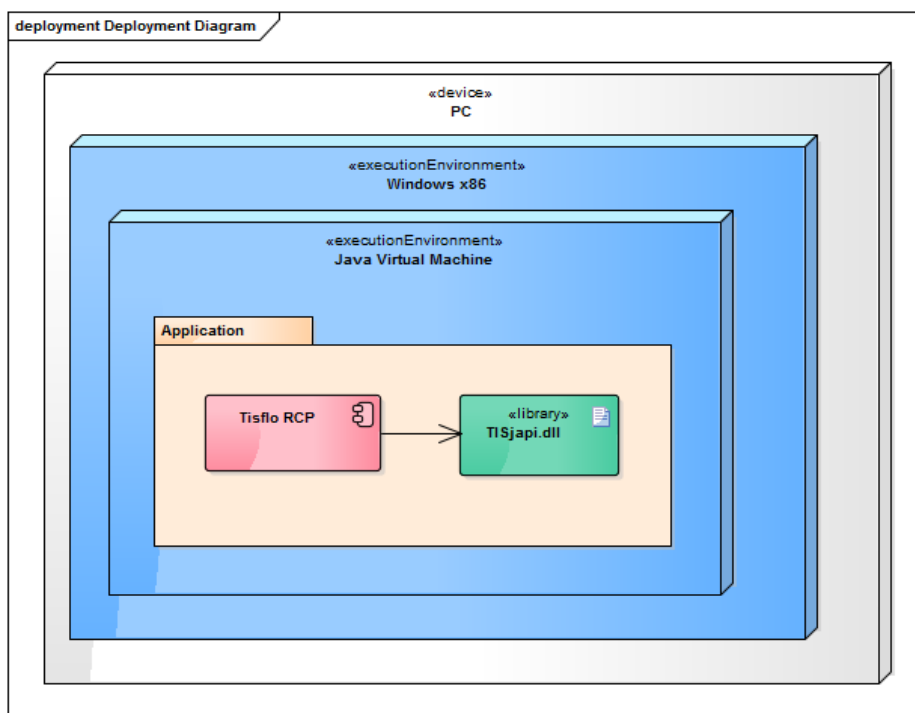 deployment Deployment Diagram
«device»
PC
«executionEnvironment»
Windows x86
«executionEnvironment»
Java Virtual Machine
Application
Tisflo RCP
«library»
TISjapi.dll